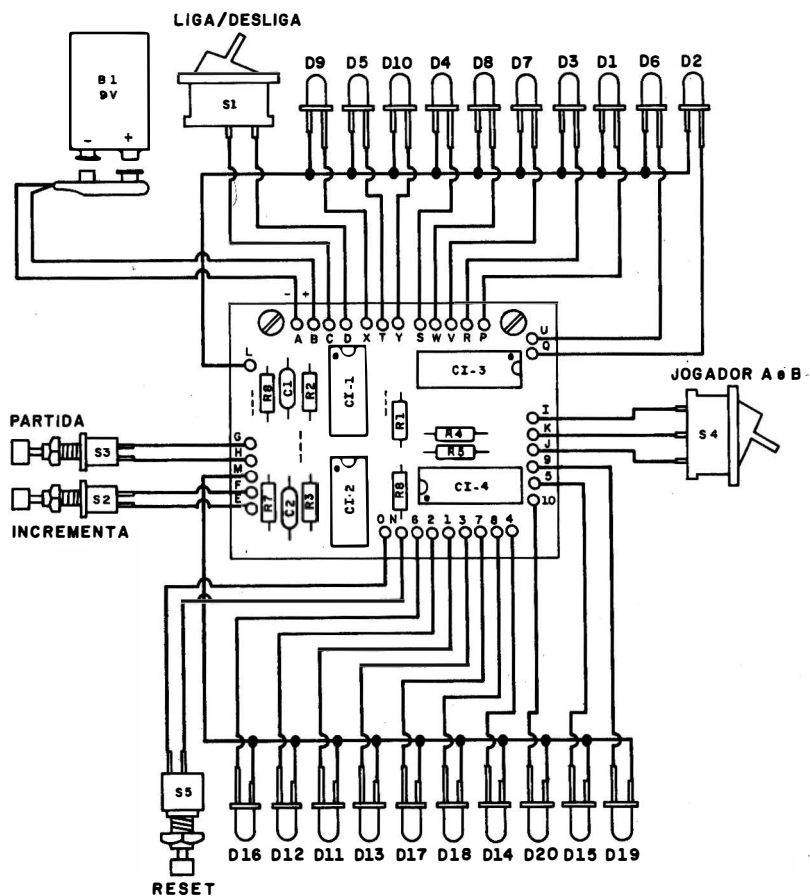 LIGA/DESLIGA
B1
9V
- +
S1
D9 D5 D10 D4 D8 D7 D3 D1 D6 D2
- +
A B C D X T Y S W V R P
U
Q
L
R6 C1 R2 CI-1 CI-3
R1
JOGADOR A e B
I
K
J
9
5
10
S4
PARTIDA
S3
S2
INCREMENTA
G
H
M
F
E
R4
R5
R7 C2 R3 CI-2 R8 CI-4
O N 6 2 1 3 7 8 4
S5
RESET
D16 D12 D11 D13 D17 D18 D14 D20 D15 D19